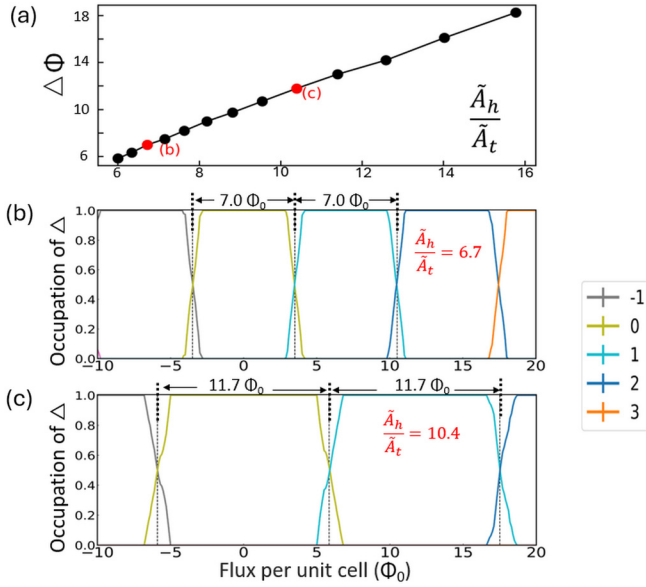 (a)
18
14
10
6
Δ Φ
(b)
(c)
Ã_h
Ã_t
6 8 10 12 14 16
(b)
7.0 Φ₀ 7.0 Φ₀
1.0
0.8
0.6
0.4
0.2
0.0
Occupation of △
Ã_h/Ã_t = 6.7
-10 -5 0 5 10 15 20
(c)
11.7 Φ₀ 11.7 Φ₀
1.0
0.8
0.6
0.4
0.2
0.0
Occupation of △
Ã_h/Ã_t = 10.4
-10 -5 0 5 10 15 20
Flux per unit cell (Φ₀)
-1
0
1
2
3